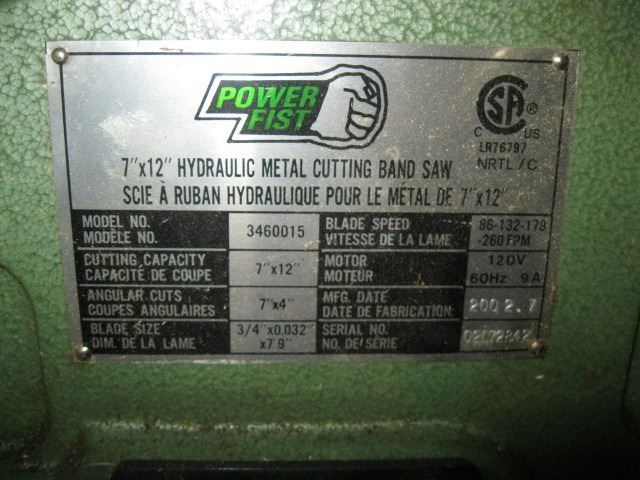 POWER
FIST
SA
C US
LR76797
NRTL/C
7"x12" HYDRAULIC METAL CUTTING BAND SAW
SCIE À RUBAN HYDRAULIQUE POUR LE MÉTAL DE 7"x12"
MODEL NO. 3460015 BLADE SPEED 86-132-178
MODÈLE NO. VITESSE DE LA LAME -260 FPM
CUTTING CAPACITY 7"x12" MOTOR 120V
CAPACITÉ DE COUPE MOTEUR 60Hz 9A
ANGULAR CUTS 7"x4" MFG. DATE 2002.7
COUPES ANGULAIRES DATE DE FABRICATION:
BLADE SIZE 3/4"x0.032" SERIAL NO.
DIM. DE LA LAME x7'9" NO. DE SÉRIE